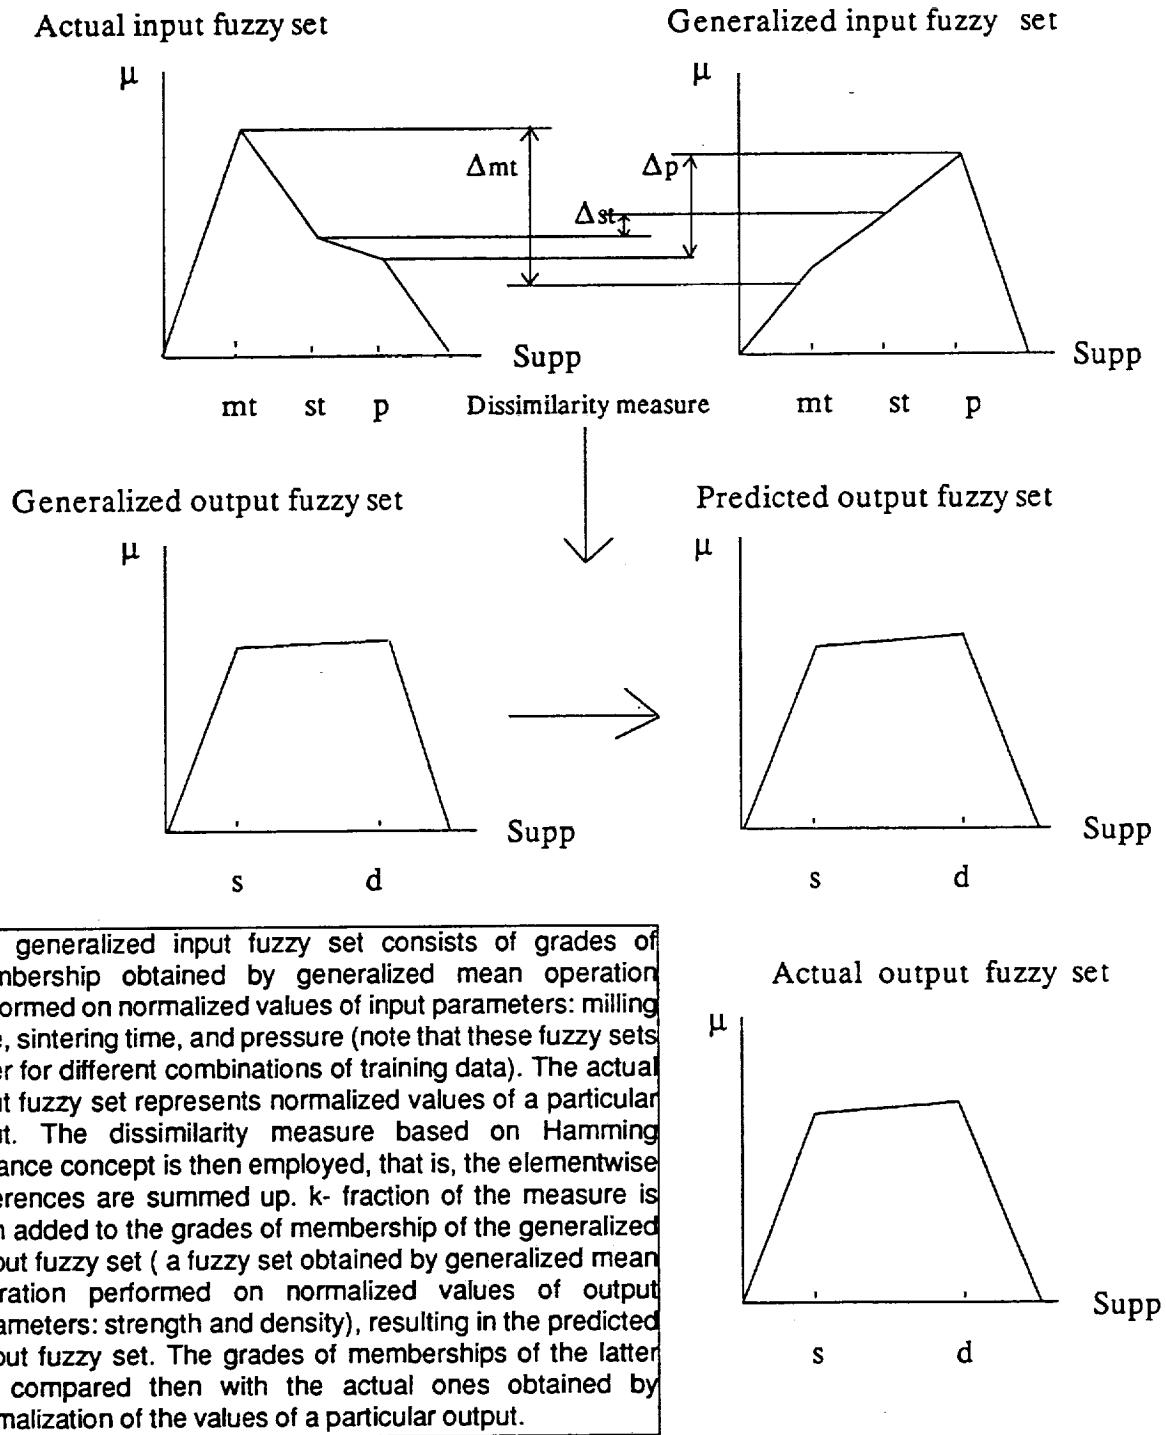 Actual input fuzzy set
Generalized input fuzzy set
μ
μ
Δmt
Δp
Δst
Supp
Supp
mt st p
Dissimilarity measure
mt st p
Generalized output fuzzy set
Predicted output fuzzy set
μ
μ
Supp
Supp
s d
s d
generalized input fuzzy set consists of grades of
mbership obtained by generalized mean operation
ormed on normalized values of input parameters: milling
e, sintering time, and pressure (note that these fuzzy sets
er for different combinations of training data). The actual
ut fuzzy set represents normalized values of a particular
ut. The dissimilarity measure based on Hamming
ance concept is then employed, that is, the elementwise
erences are summed up. k- fraction of the measure is
n added to the grades of membership of the generalized
out fuzzy set ( a fuzzy set obtained by generalized mean
ration performed on normalized values of output
ameters: strength and density), resulting in the predicted
out fuzzy set. The grades of memberships of the latter
compared then with the actual ones obtained by
malization of the values of a particular output.
Actual output fuzzy set
μ
Supp
s d